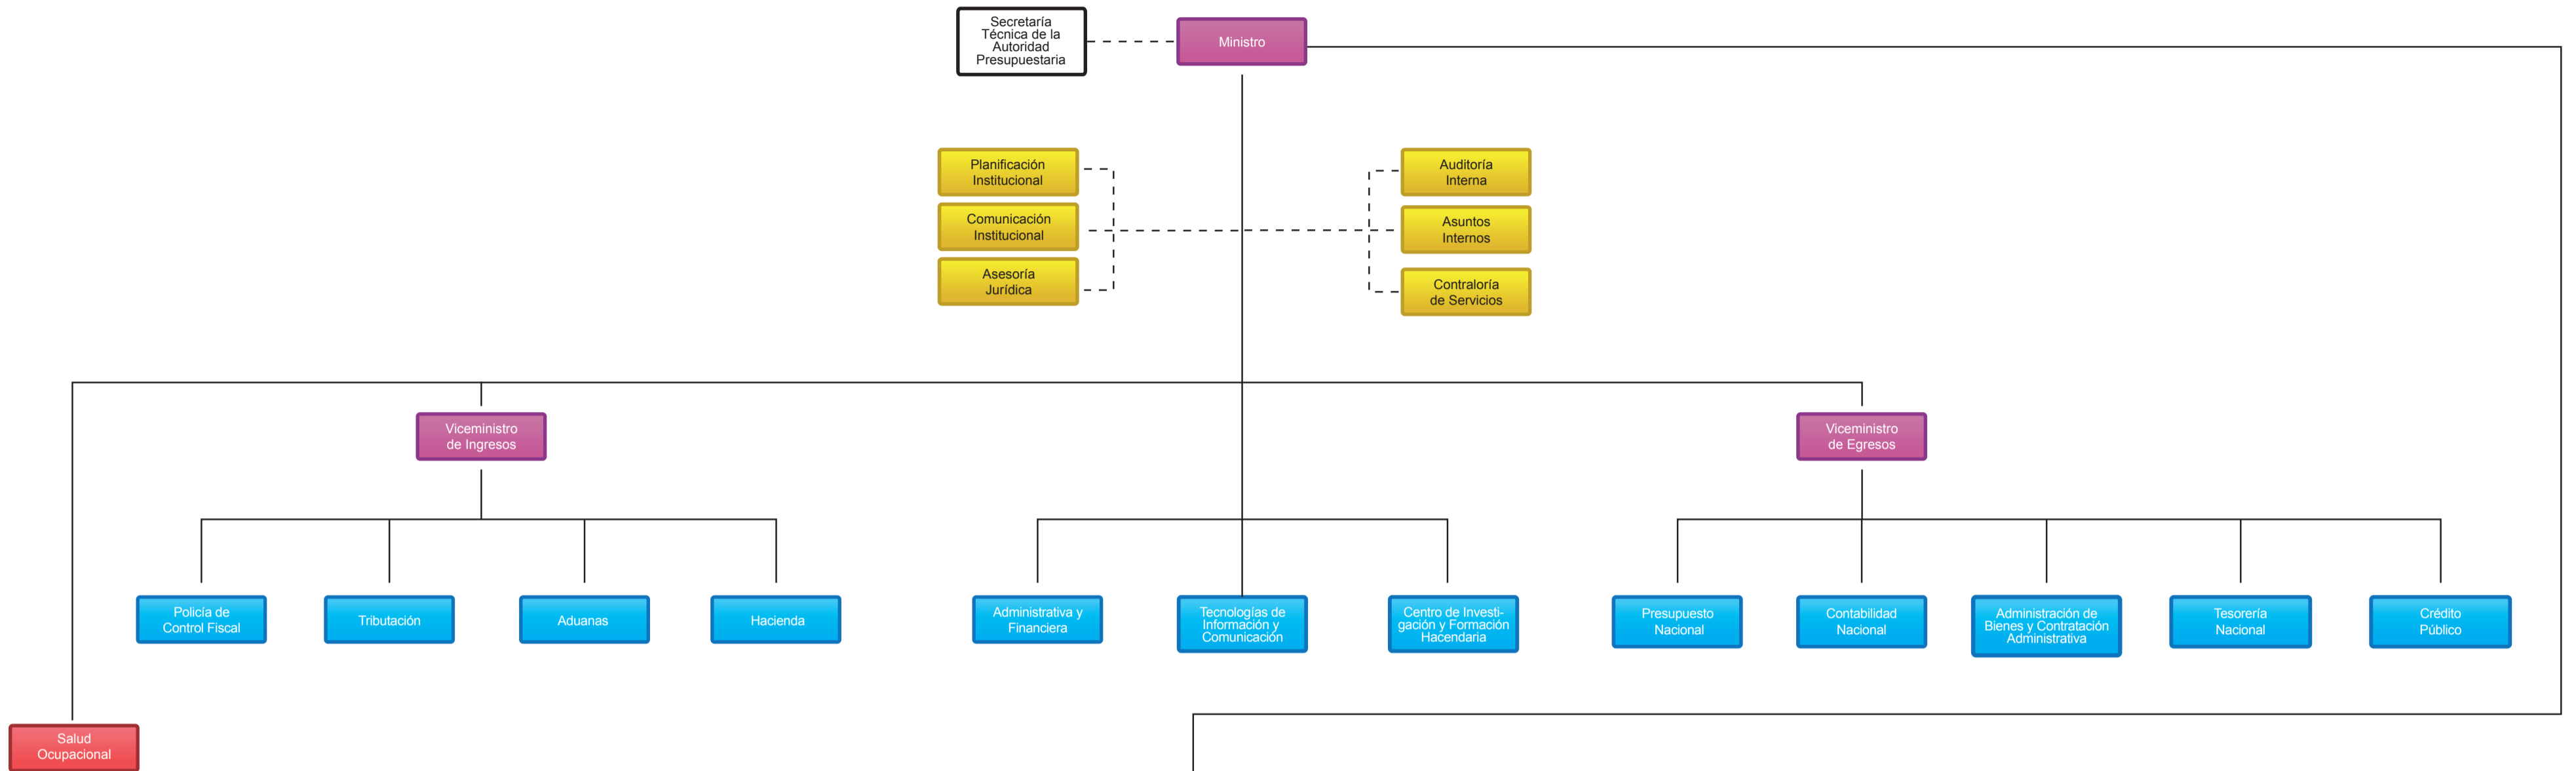 Secretaría
Técnica de la
Autoridad
Presupuestaria
Ministro
Planificación
Institucional
Comunicación
Institucional
Asesoría
Jurídica
Auditoría
Interna
Asuntos
Internos
Contraloría
de Servicios
Viceministro
de Ingresos
Viceministro
de Egresos
Policía de
Control Fiscal
Tributación
Aduanas
Hacienda
Administrativa y
Financiera
Tecnologías de
Información y
Comunicación
Centro de Investi-
gación y Formación
Hacendaria
Presupuesto
Nacional
Contabilidad
Nacional
Administración de
Bienes y Contratación
Administrativa
Tesorería
Nacional
Crédito
Público
Salud
Ocupacional